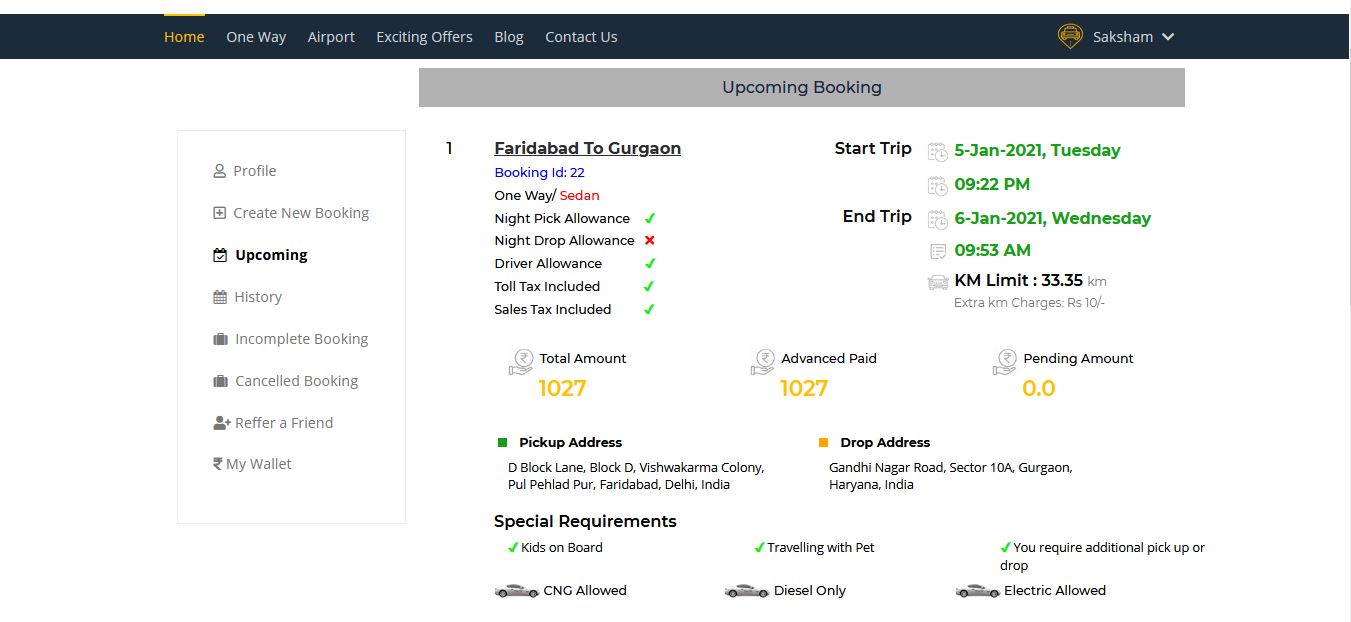 Home One Way Airport Exciting Offers Blog Contact Us Saksham
Upcoming Booking
Profile
Create New Booking
Upcoming
History
Incomplete Booking
Cancelled Booking
Reffer a Friend
₹ My Wallet
1
Faridabad To Gurgaon
Booking Id: 22
One Way/ Sedan
Night Pick Allowance ✓
Night Drop Allowance ✗
Driver Allowance ✓
Toll Tax Included ✓
Sales Tax Included ✓
Start Trip 5-Jan-2021, Tuesday
09:22 PM
End Trip 6-Jan-2021, Wednesday
09:53 AM
KM Limit : 33.35 km
Extra km Charges: Rs 10/-
Total Amount
1027
Advanced Paid
1027
Pending Amount
0.0
Pickup Address
D Block Lane, Block D, Vishwakarma Colony,
Pul Pehlad Pur, Faridabad, Delhi, India
Drop Address
Gandhi Nagar Road, Sector 10A, Gurgaon,
Haryana, India
Special Requirements
✓Kids on Board
✓Travelling with Pet
✓You require additional pick up or
drop
CNG Allowed
Diesel Only
Electric Allowed